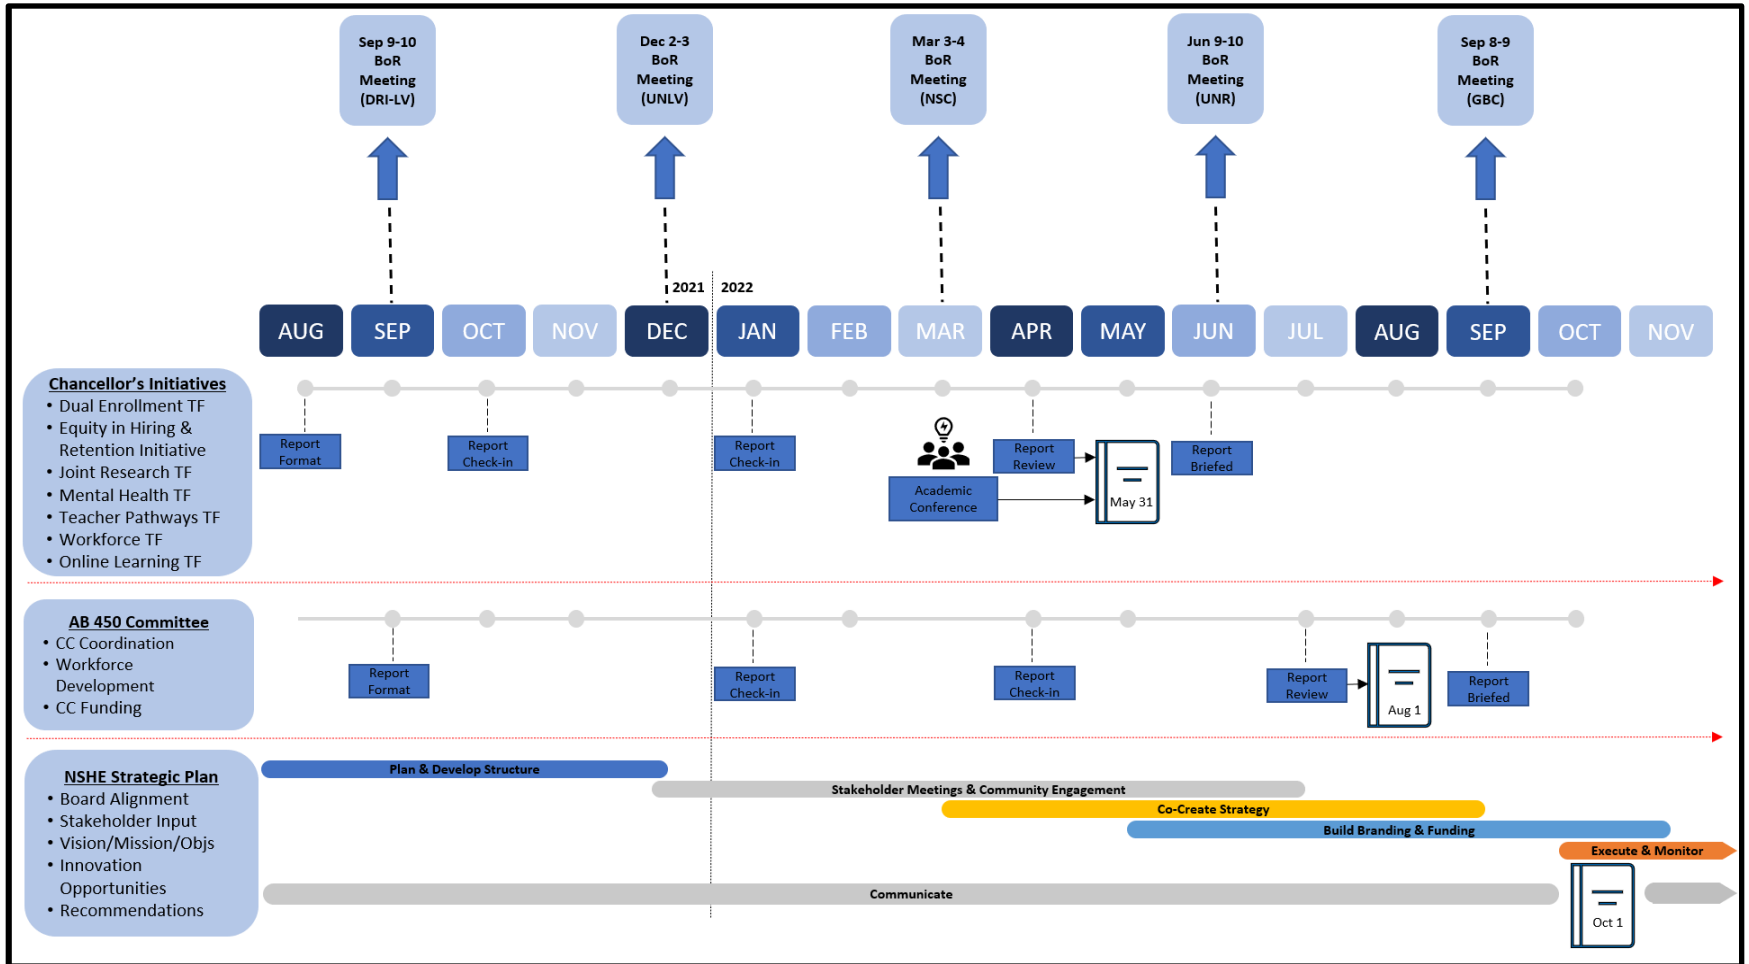 Sep 9-10
BoR
Meeting
(DRI-LV)
Dec 2-3
BoR
Meeting
(UNLV)
Mar 3-4
BoR
Meeting
(NSC)
Jun 9-10
BoR
Meeting
(UNR)
Sep 8-9
BoR
Meeting
(GBC)
2021 2022
AUG SEP OCT NOV DEC JAN FEB MAR APR MAY JUN JUL AUG SEP OCT NOV
Chancellor's Initiatives
• Dual Enrollment TF
• Equity in Hiring &
Retention Initiative
• Joint Research TF
• Mental Health TF
• Teacher Pathways TF
• Workforce TF
• Online Learning TF
Report
Format
Report
Check-in
Report
Check-in
Academic
Conference
Report
Review
May 31
Report
Briefed
AB 450 Committee
• CC Coordination
• Workforce
Development
• CC Funding
Report
Format
Report
Check-in
Report
Check-in
Report
Review
Aug 1
Report
Briefed
NSHE Strategic Plan
• Board Alignment
• Stakeholder Input
• Vision/Mission/Objs
• Innovation
Opportunities
• Recommendations
Plan & Develop Structure
Stakeholder Meetings & Community Engagement
Co-Create Strategy
Build Branding & Funding
Execute & Monitor
Communicate
Oct 1